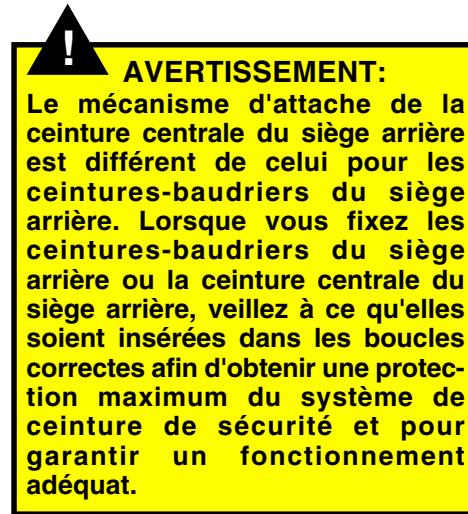 !
AVERTISSEMENT:
Le mécanisme d'attache de la
ceinture centrale du siège arrière
est différent de celui pour les
ceintures-baudriers du siège
arrière. Lorsque vous fixez les
ceintures-baudriers du siège
arrière ou la ceinture centrale du
siège arrière, veillez à ce qu'elles
soient insérées dans les boucles
correctes afin d'obtenir une protec-
tion maximum du système de
ceinture de sécurité et pour
garantir un fonctionnement
adéquat.